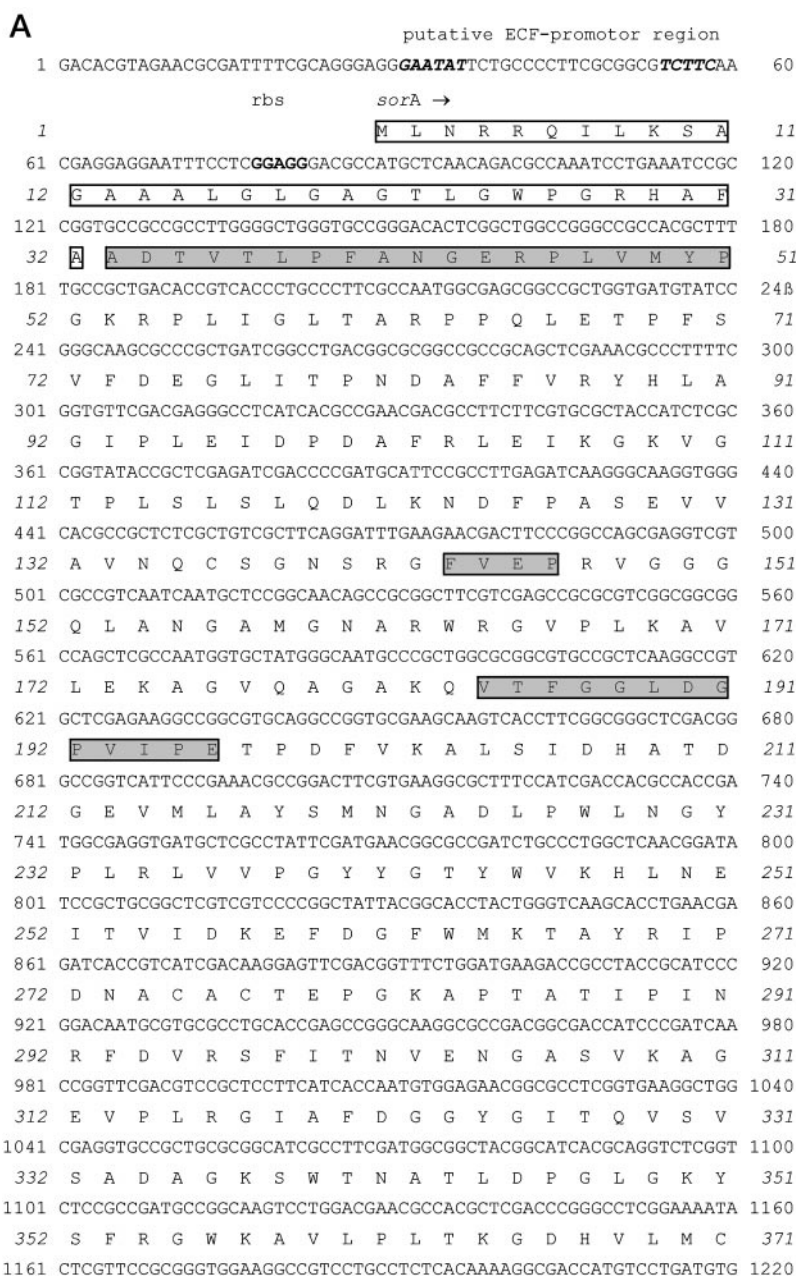 A
putative ECF-promotor region
1 GACACGTAGAACGCGATTTTCGCAGGGAGGGAATATTCTGCCCCTTCGCGGCGTCTTCAA 60
rbs sorA →
1 M L N R R Q I L K S A 11
61 CGAGGAGGAATTTCCTCGGAGGGACGCCATGCTCAACAGACGCCAAATCCTGAAATCCGC 120
12 G A A A L G L G A G T L G W P G R H A F 31
121 CGGTGCCGCCGCCTTGGGGCTGGGTGCCGGGACACTCGGCTGGCCGGGCCGCCACGCTTT 180
32 A A D T V T L P F A N G E R P L V M Y P 51
181 TGCCGCTGACACCGTCACCCTGCCCTTCGCCAATGGCGAGCGGCCGCTGGTGATGTATCC 24ß
52 G K R P L I G L T A R P P Q L E T P F S 71
241 GGGCAAGCGCCCGCTGATCGGCCTGACGGCGCGGCCGCCGCAGCTCGAAACGCCCTTTTC 300
72 V F D E G L I T P N D A F F V R Y H L A 91
301 GGTGTTCGACGAGGGCCTCATCACGCCGAACGACGCCTTCTTCGTGCGCTACCATCTCGC 360
92 G I P L E I D P D A F R L E I K G K V G 111
361 CGGTATACCGCTCGAGATCGACCCCGATGCATTCCGCCTTGAGATCAAGGGCAAGGTGGG 440
112 T P L S L S L Q D L K N D F P A S E V V 131
441 CACGCCGCTCTCGCTGTCGCTTCAGGATTTGAAGAACGACTTCCCGGCCAGCGAGGTCGT 500
132 A V N Q C S G N S R G F V E P R V G G G 151
501 CGCCGTCAATCAATGCTCCGGCAACAGCCGCGGCTTCGTCGAGCCGCGCGTCGGCGGCGG 560
152 Q L A N G A M G N A R W R G V P L K A V 171
561 CCAGCTCGCCAATGGTGCTATGGGCAATGCCCGCTGGCGCGGCGTGCCGCTCAAGGCCGT 620
172 L E K A G V Q A G A K Q V T F G G L D G 191
621 GCTCGAGAAGGCCGGCGTGCAGGCCGGTGCGAAGCAAGTCACCTTCGGCGGGCTCGACGG 680
192 P V I P E T P D F V K A L S I D H A T D 211
681 GCCGGTCATTCCCGAAACGCCGGACTTCGTGAAGGCGCTTTCCATCGACCACGCCACCGA 740
212 G E V M L A Y S M N G A D L P W L N G Y 231
741 TGGCGAGGTGATGCTCGCCTATTCGATGAACGGCGCCGATCTGCCCTGGCTCAACGGATA 800
232 P L R L V V P G Y Y G T Y W V K H L N E 251
801 TCCGCTGCGGCTCGTCGTCCCCGGCTATTACGGCACCTACTGGGTCAAGCACCTGAACGA 860
252 I T V I D K E F D G F W M K T A Y R I P 271
861 GATCACCGTCATCGACAAGGAGTTCGACGGTTTCTGGATGAAGACCGCCTACCGCATCCC 920
272 D N A C A C T E P G K A P T A T I P I N 291
921 GGACAATGCGTGCGCCTGCACCGAGCCGGGCAAGGCGCCGACGGCGACCATCCCGATCAA 980
292 R F D V R S F I T N V E N G A S V K A G 311
981 CCGGTTCGACGTCCGCTCCTTCATCACCAATGTGGAGAACGGCGCCTCGGTGAAGGCTGG 1040
312 E V P L R G I A F D G G Y G I T Q V S V 331
1041 CGAGGTGCCGCTGCGCGGCATCGCCTTCGATGGCGGCTACGGCATCACGCAGGTCTCGGT 1100
332 S A D A G K S W T N A T L D P G L G K Y 351
1101 CTCCGCCGATGCCGGCAAGTCCTGGACGAACGCCACGCTCGACCCGGGCCTCGGAAAATA 1160
352 S F R G W K A V L P L T K G D H V L M C 371
1161 CTCGTTCCGCGGGTGGAAGGCCGTCCTGCCTCTCACAAAAGGCGACCATGTCCTGATGTG 1220